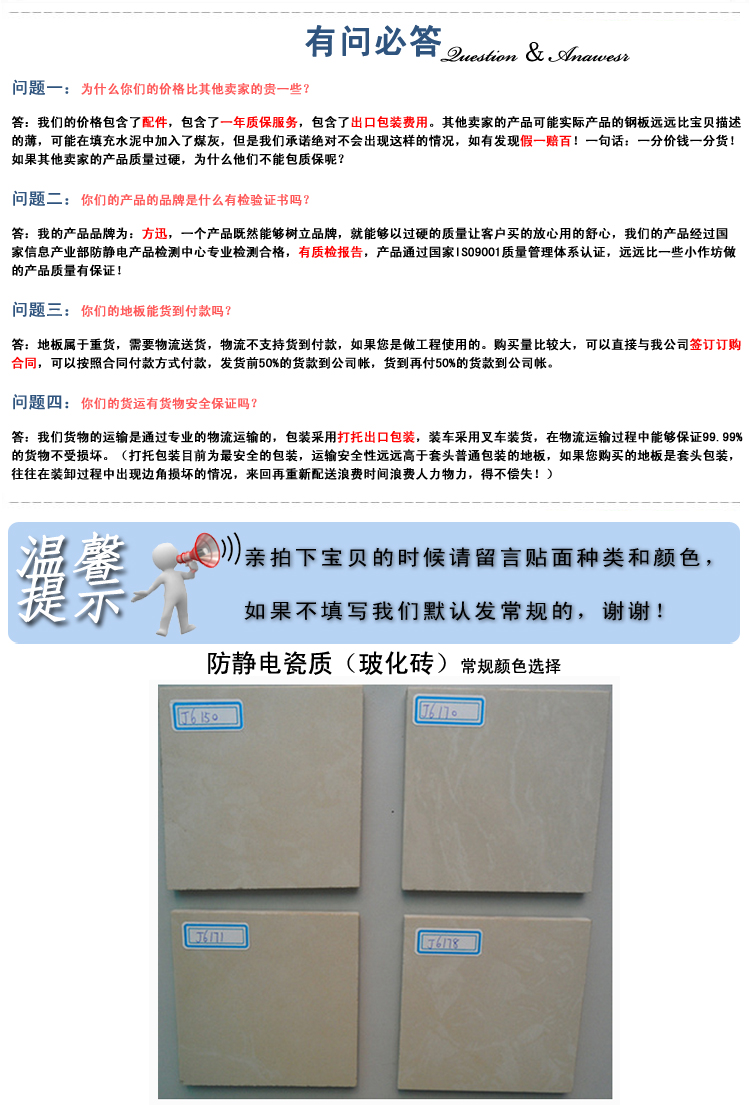 有问必答Question & Anawesr
问题一：为什么你们的价格比其他卖家的贵一些？
答：我们的价格包含了配件，包含了一年质保服务，包含了出口包装费用。其他卖家的产品可能实际产品的钢板远远比宝贝描述
的薄，可能在填充水泥中加入了煤灰，但是我们承诺绝对不会出现这样的情况，如有发现假一赔百！一句话：一分价钱一分货！
如果其他卖家的产品质量过硬，为什么他们不能包质保呢？
问题二：你们的产品的品牌是什么有检验证书吗？
答：我的产品品牌为：方迅，一个产品既然能够树立品牌，就能够以过硬的质量让客户买的放心用的舒心，我们的产品经过国
家信息产业部防静电产品检测中心专业检测合格，有质检报告，产品通过国家ISO9001质量管理体系认证，远远比一些小作坊做
的产品质量有保证！
问题三：你们的地板能货到付款吗？
答：地板属于重货，需要物流送货，物流不支持货到付款，如果您是做工程使用的。购买量比较大，可以直接与我公司签订订购
合同，可以按照合同付款方式付款，发货前50%的货款到公司帐，货到再付50%的货款到公司帐。
问题四：你们的货运有货物安全保证吗？
答：我们货物的运输是通过专业的物流运输的，包装采用打托出口包装，装车采用叉车装货，在物流运输过程中能够保证99.99%
的货物不受损坏。（打托包装目前为最安全的包装，运输安全性远远高于套头普通包装的地板，如果您购买的地板是套头包装，
往往在装卸过程中出现边角损坏的情况，来回再重新配送浪费时间浪费人力物力，得不偿失！）
温馨
提示
亲拍下宝贝的时候请留言贴面种类和颜色，
如果不填写我们默认发常规的，谢谢！
防静电瓷质（玻化砖）常规颜色选择
J6150
J6170
J6171
J6178